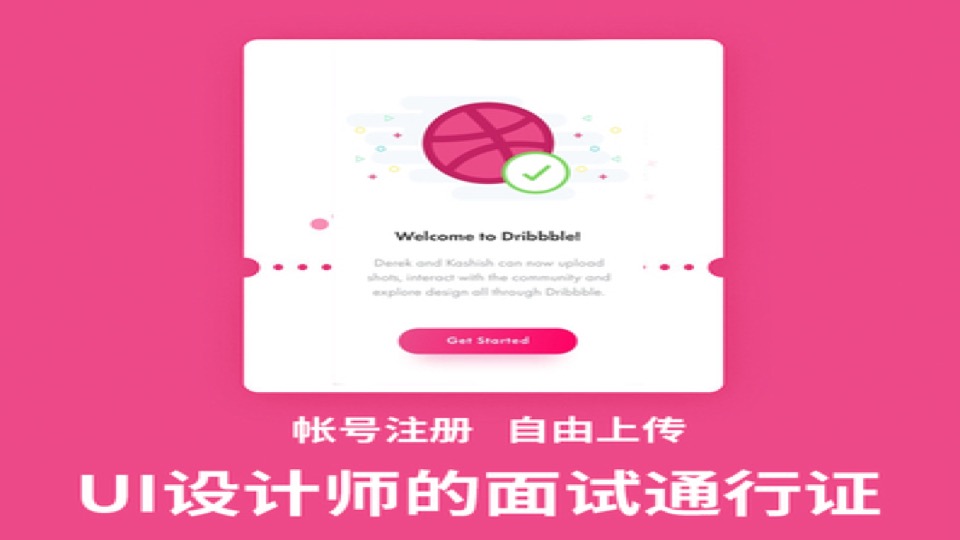 Welcome to Dribbble!
Derek and Kashish can now upload
shots, interact with the community and
explore design all through Dribbble.
Get Started
帐号注册 自由上传
UI设计师的面试通行证